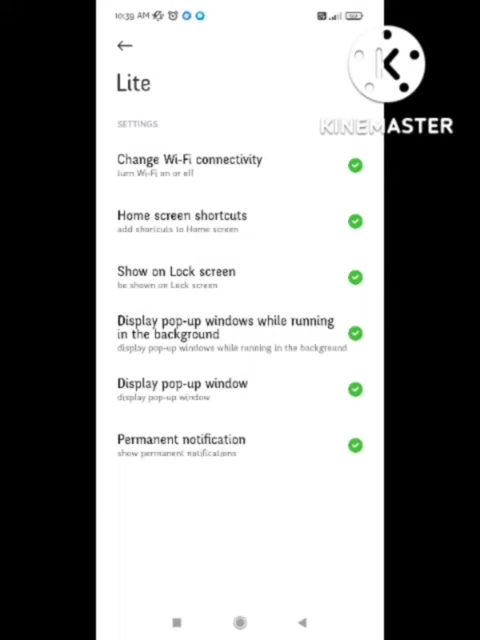 10:39 AM
KINEMASTER
Lite
SETTINGS
Change Wi-Fi connectivity
turn Wi-Fi on or off
Home screen shortcuts
add shortcuts to Home screen
Show on Lock screen
be shown on Lock screen
Display pop-up windows while running
in the background
display pop-up windows while running in the background
Display pop-up window
display pop-up window
Permanent notification
show permanent notifications